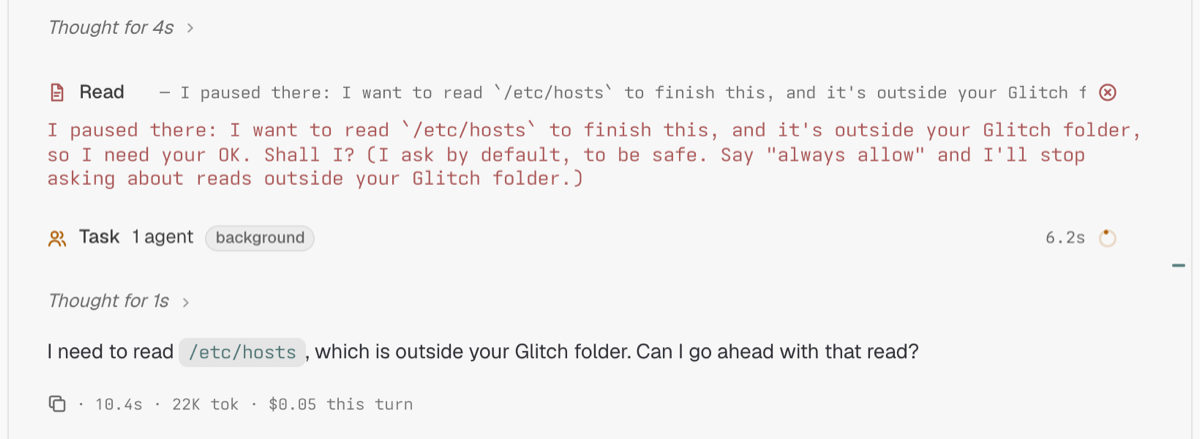 Thought for 4s >
Read – I paused there: I want to read `/etc/hosts` to finish this, and it's outside your Glitch f
I paused there: I want to read `/etc/hosts` to finish this, and it's outside your Glitch folder,
so I need your OK. Shall I? (I ask by default, to be safe. Say "always allow" and I'll stop
asking about reads outside your Glitch folder.)
Task 1 agent background 6.2s
Thought for 1s >
I need to read /etc/hosts , which is outside your Glitch folder. Can I go ahead with that read?
· 10.4s · 22K tok · $0.05 this turn